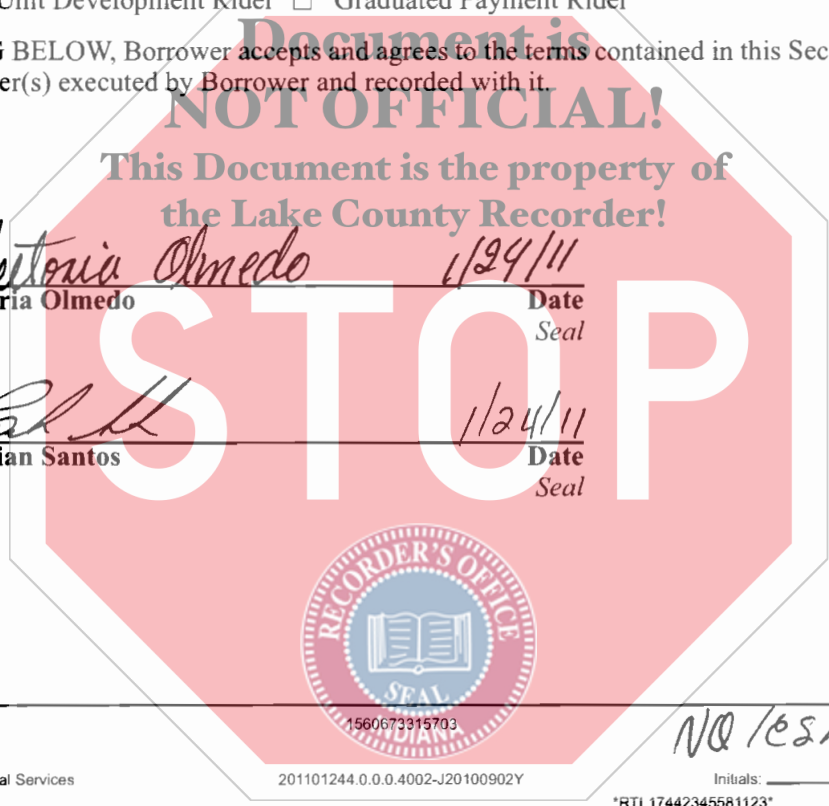 Unit Development Rider ☐ Graduated Payment Rider
Document is
G BELOW, Borrower accepts and agrees to the terms contained in this Sec
er(s) executed by Borrower and recorded with it.
NOT OFFICIAL!
This Document is the property of
the Lake County Recorder!
Olmedo 1/24/11
ria Olmedo Date
Seal
STOP
1/24/11
ian Santos Date
Seal
RECORDER'S OFFICE
SEAL
INDIANA
1560673315703
al Services 201101244.0.0.0.4002-J20100902Y Initials:
*RTL17442345581123*